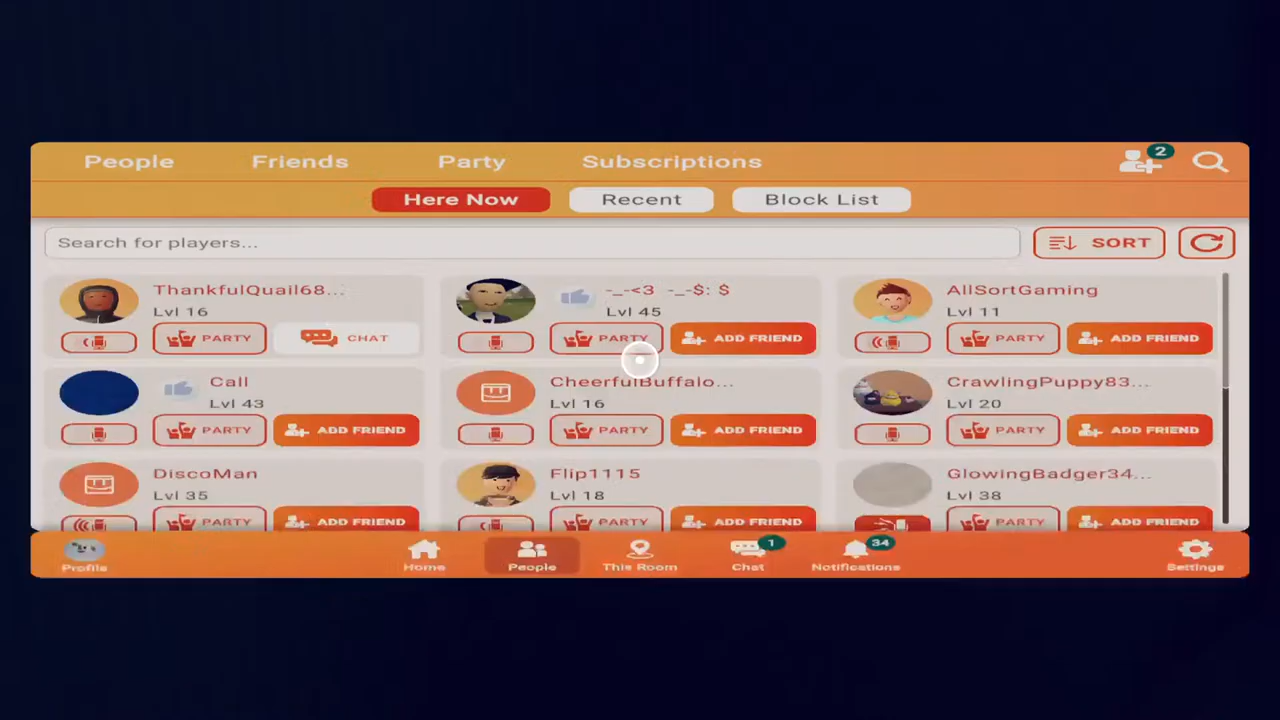 People Friends Party Subscriptions 2
Here Now Recent Block List
Search for players... SORT
ThankfulQuail68... -_-<3 -_-$: $ AllSortGaming
Lvl 16 Lvl 45 Lvl 11
PARTY CHAT PARTY ADD FRIEND PARTY ADD FRIEND
Call CheerfulBuffalo... CrawlingPuppy83...
Lvl 43 Lvl 16 Lvl 20
PARTY ADD FRIEND PARTY ADD FRIEND PARTY ADD FRIEND
DiscoMan Flip1115 GlowingBadger34...
Lvl 35 Lvl 18 Lvl 38
PARTY ADD FRIEND PARTY ADD FRIEND PARTY ADD FRIEND
1 34
Profile Home People This Room Chat Notifications Settings